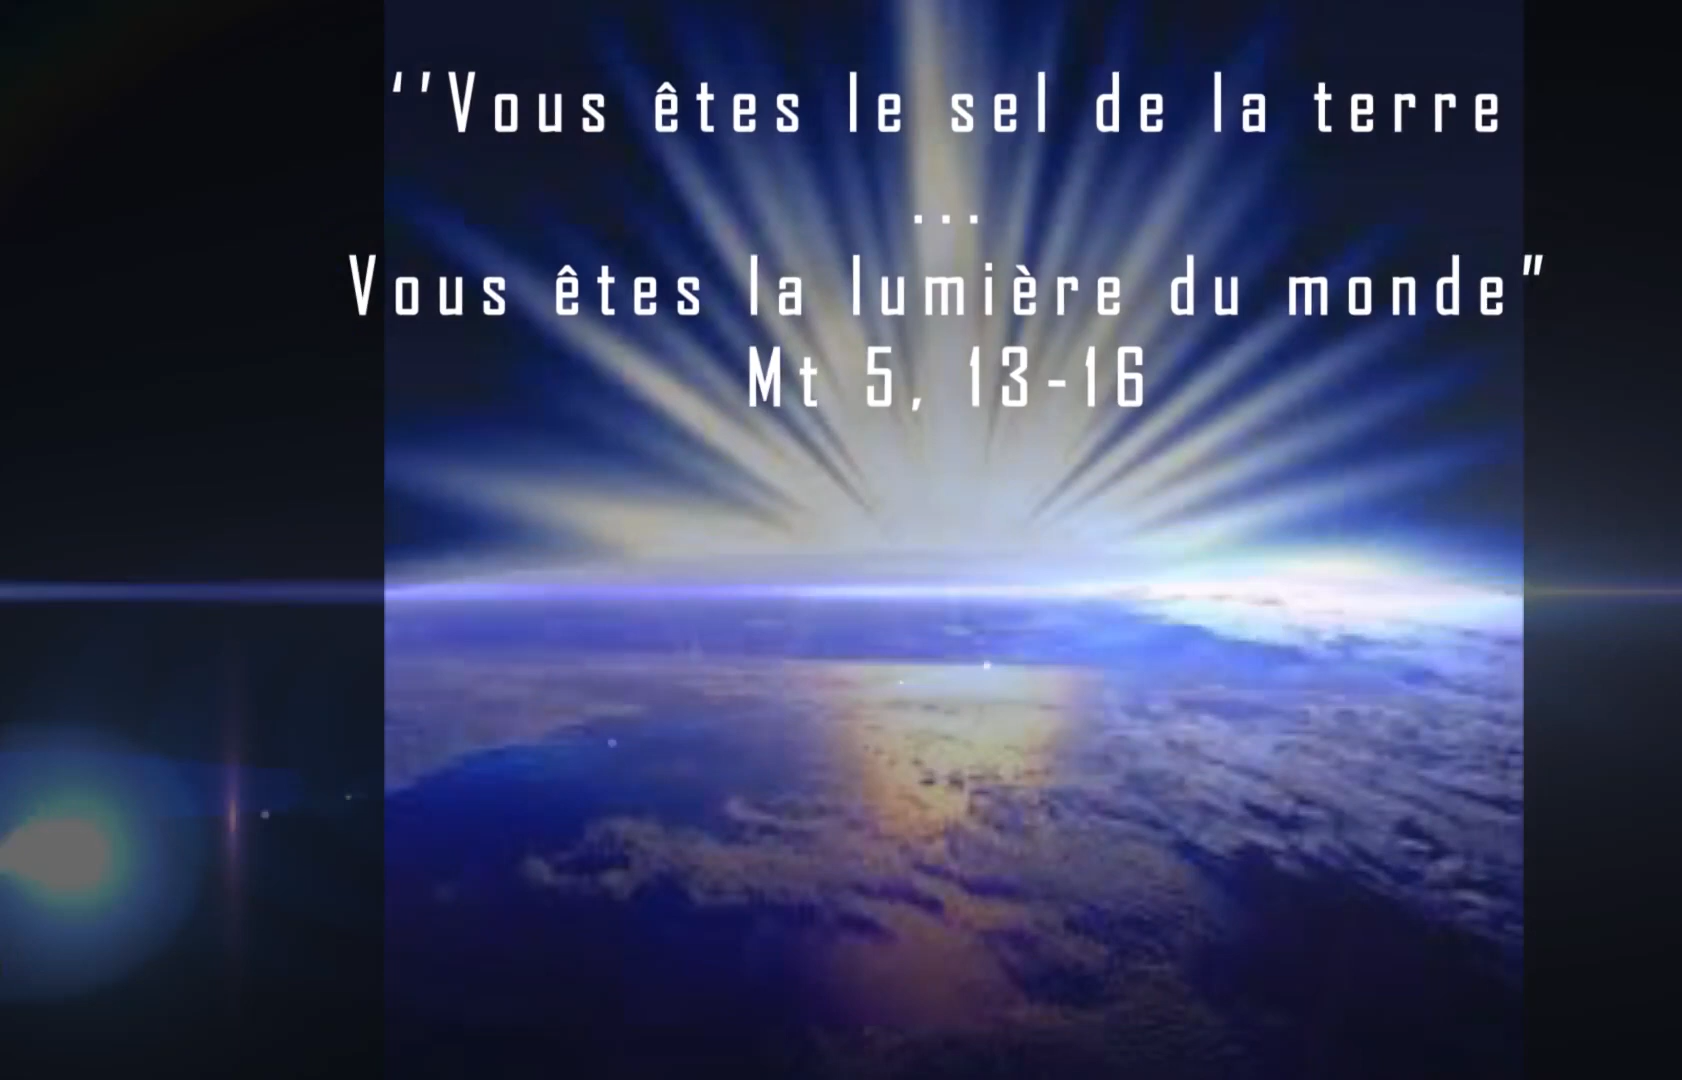 ‘’Vous êtes le sel de la terre
...
Vous êtes la lumière du monde"
Mt 5, 13-16